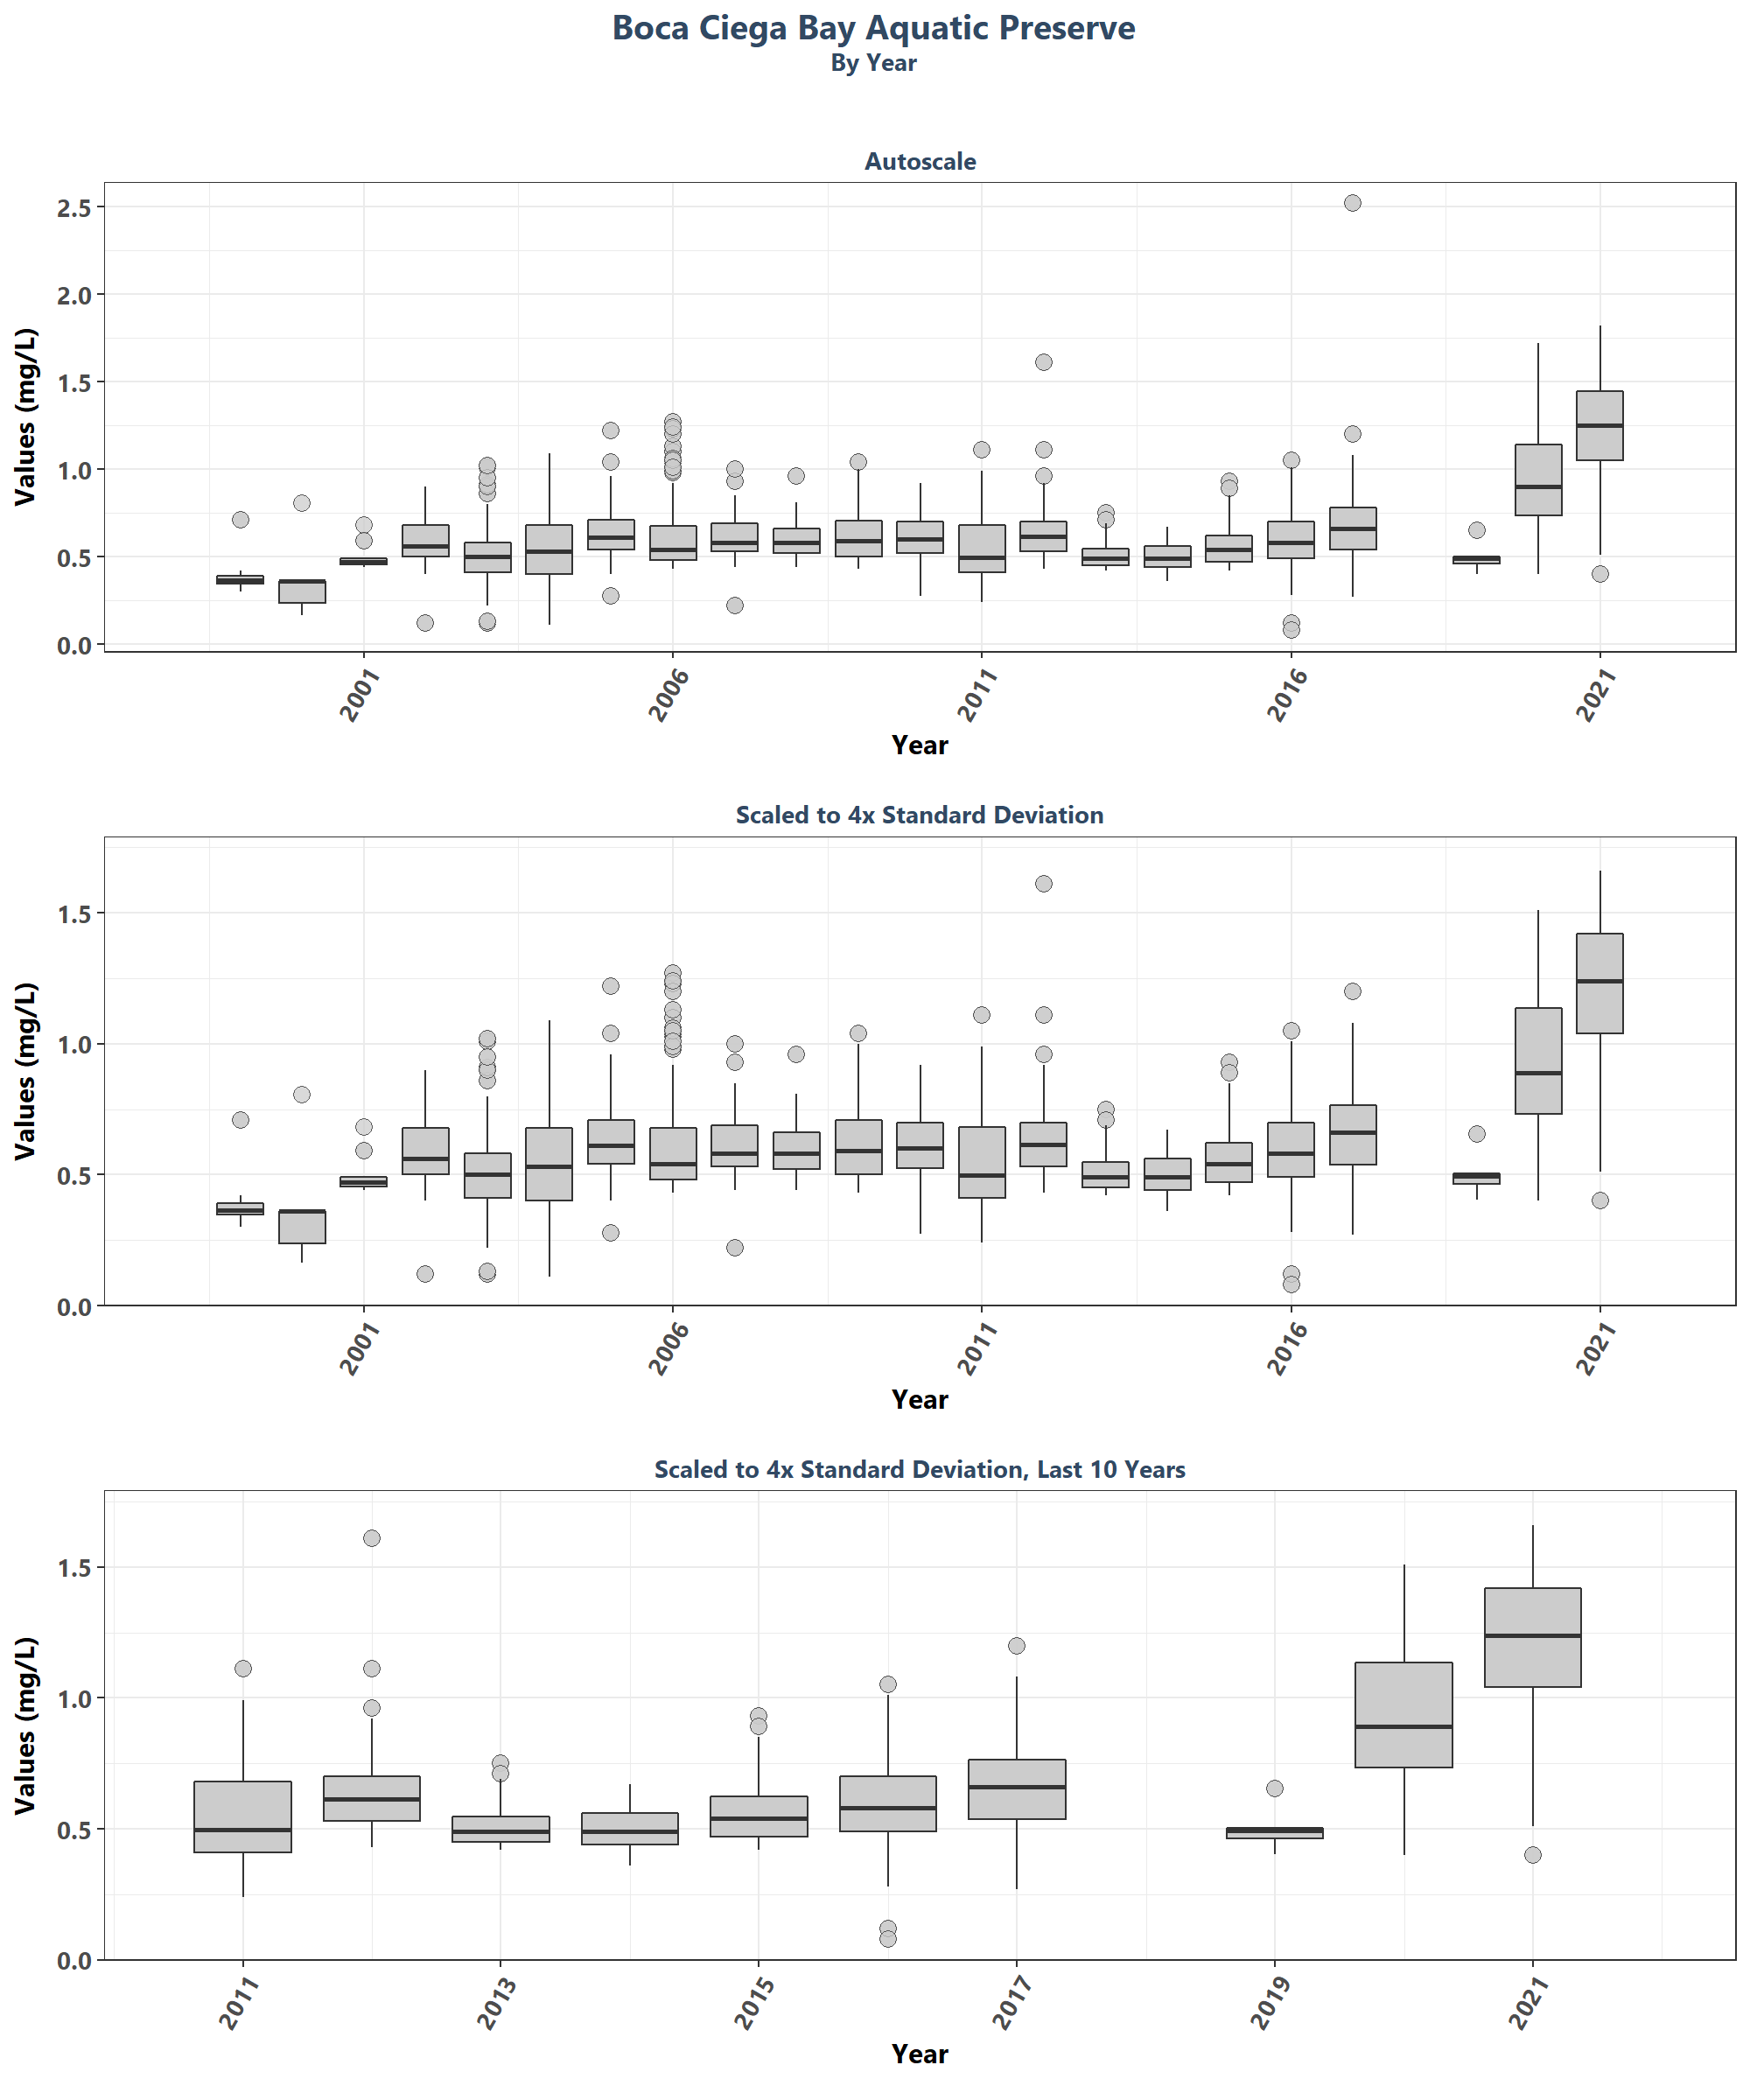 Boca Ciega Bay Aquatic Preserve
By Year
Autoscale
Values (mg/L)
2.5
2.0
1.5
1.0
0.5
0.0
2001 2006 2011 2016 2021
Year
Scaled to 4x Standard Deviation
Values (mg/L)
1.5
1.0
0.5
0.0
2001 2006 2011 2016 2021
Year
Scaled to 4x Standard Deviation, Last 10 Years
Values (mg/L)
1.5
1.0
0.5
0.0
2011 2013 2015 2017 2019 2021
Year